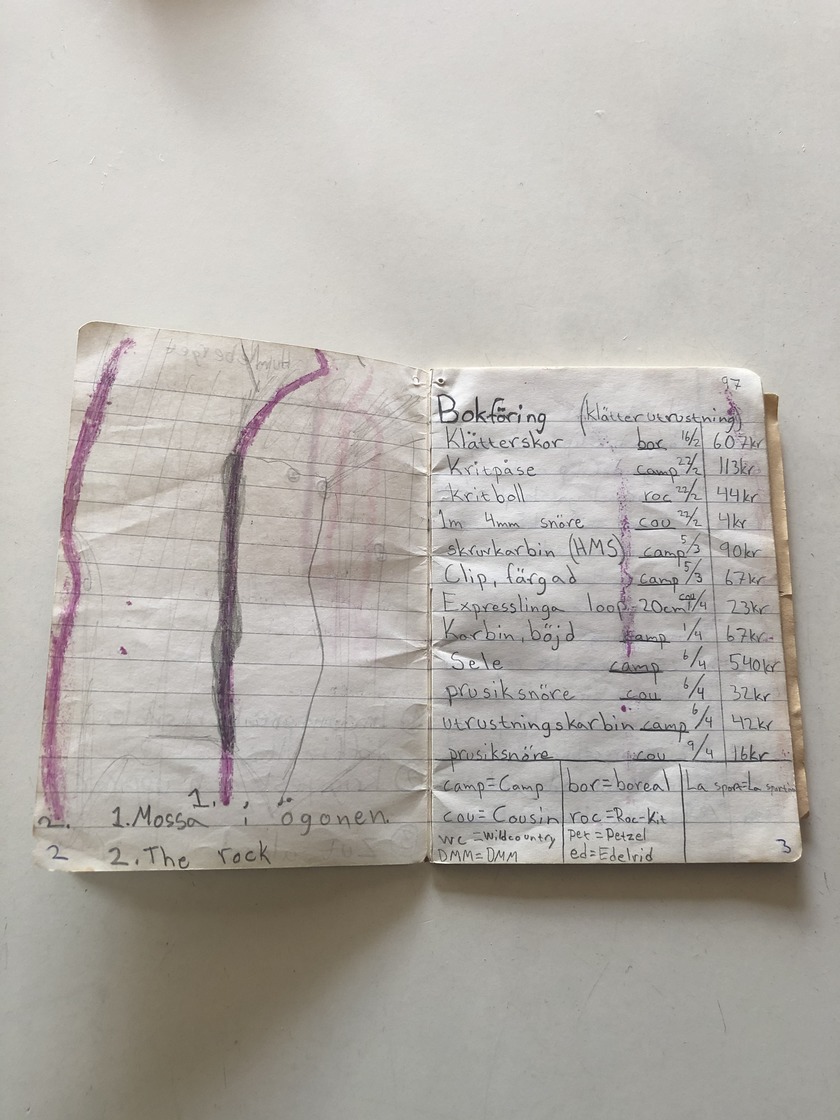 1.
2.
1. Mossa i ögonen.
2. The rock
2
97
Bokföring (klätterutrustning)
Klätterskor bor 16/2 607kr
Kritpåse camp 22/2 113kr
Kritboll roc 22/2 44kr
1m 4mm snöre cou 22/2 4kr
skruvkarbin (HMS) camp 5/3 90kr
Clip, färgad camp 5/3 67kr
Expresslinga loop-20cm cou 1/4 23kr
Karbin, böjd camp 1/4 67kr-
Sele camp 6/4 540kr
prusiksnöre cou 6/4 32kr
utrustningskarbin camp 6/4 42kr
prusiksnöre cou 9/4 16kr
camp=Camp bor=boreal La sport=La sportiva
cou=Cousin roc=Roc-Kit
wc=Wildcountry Pet=Petzel
DMM=DMM ed=Edelrid
3